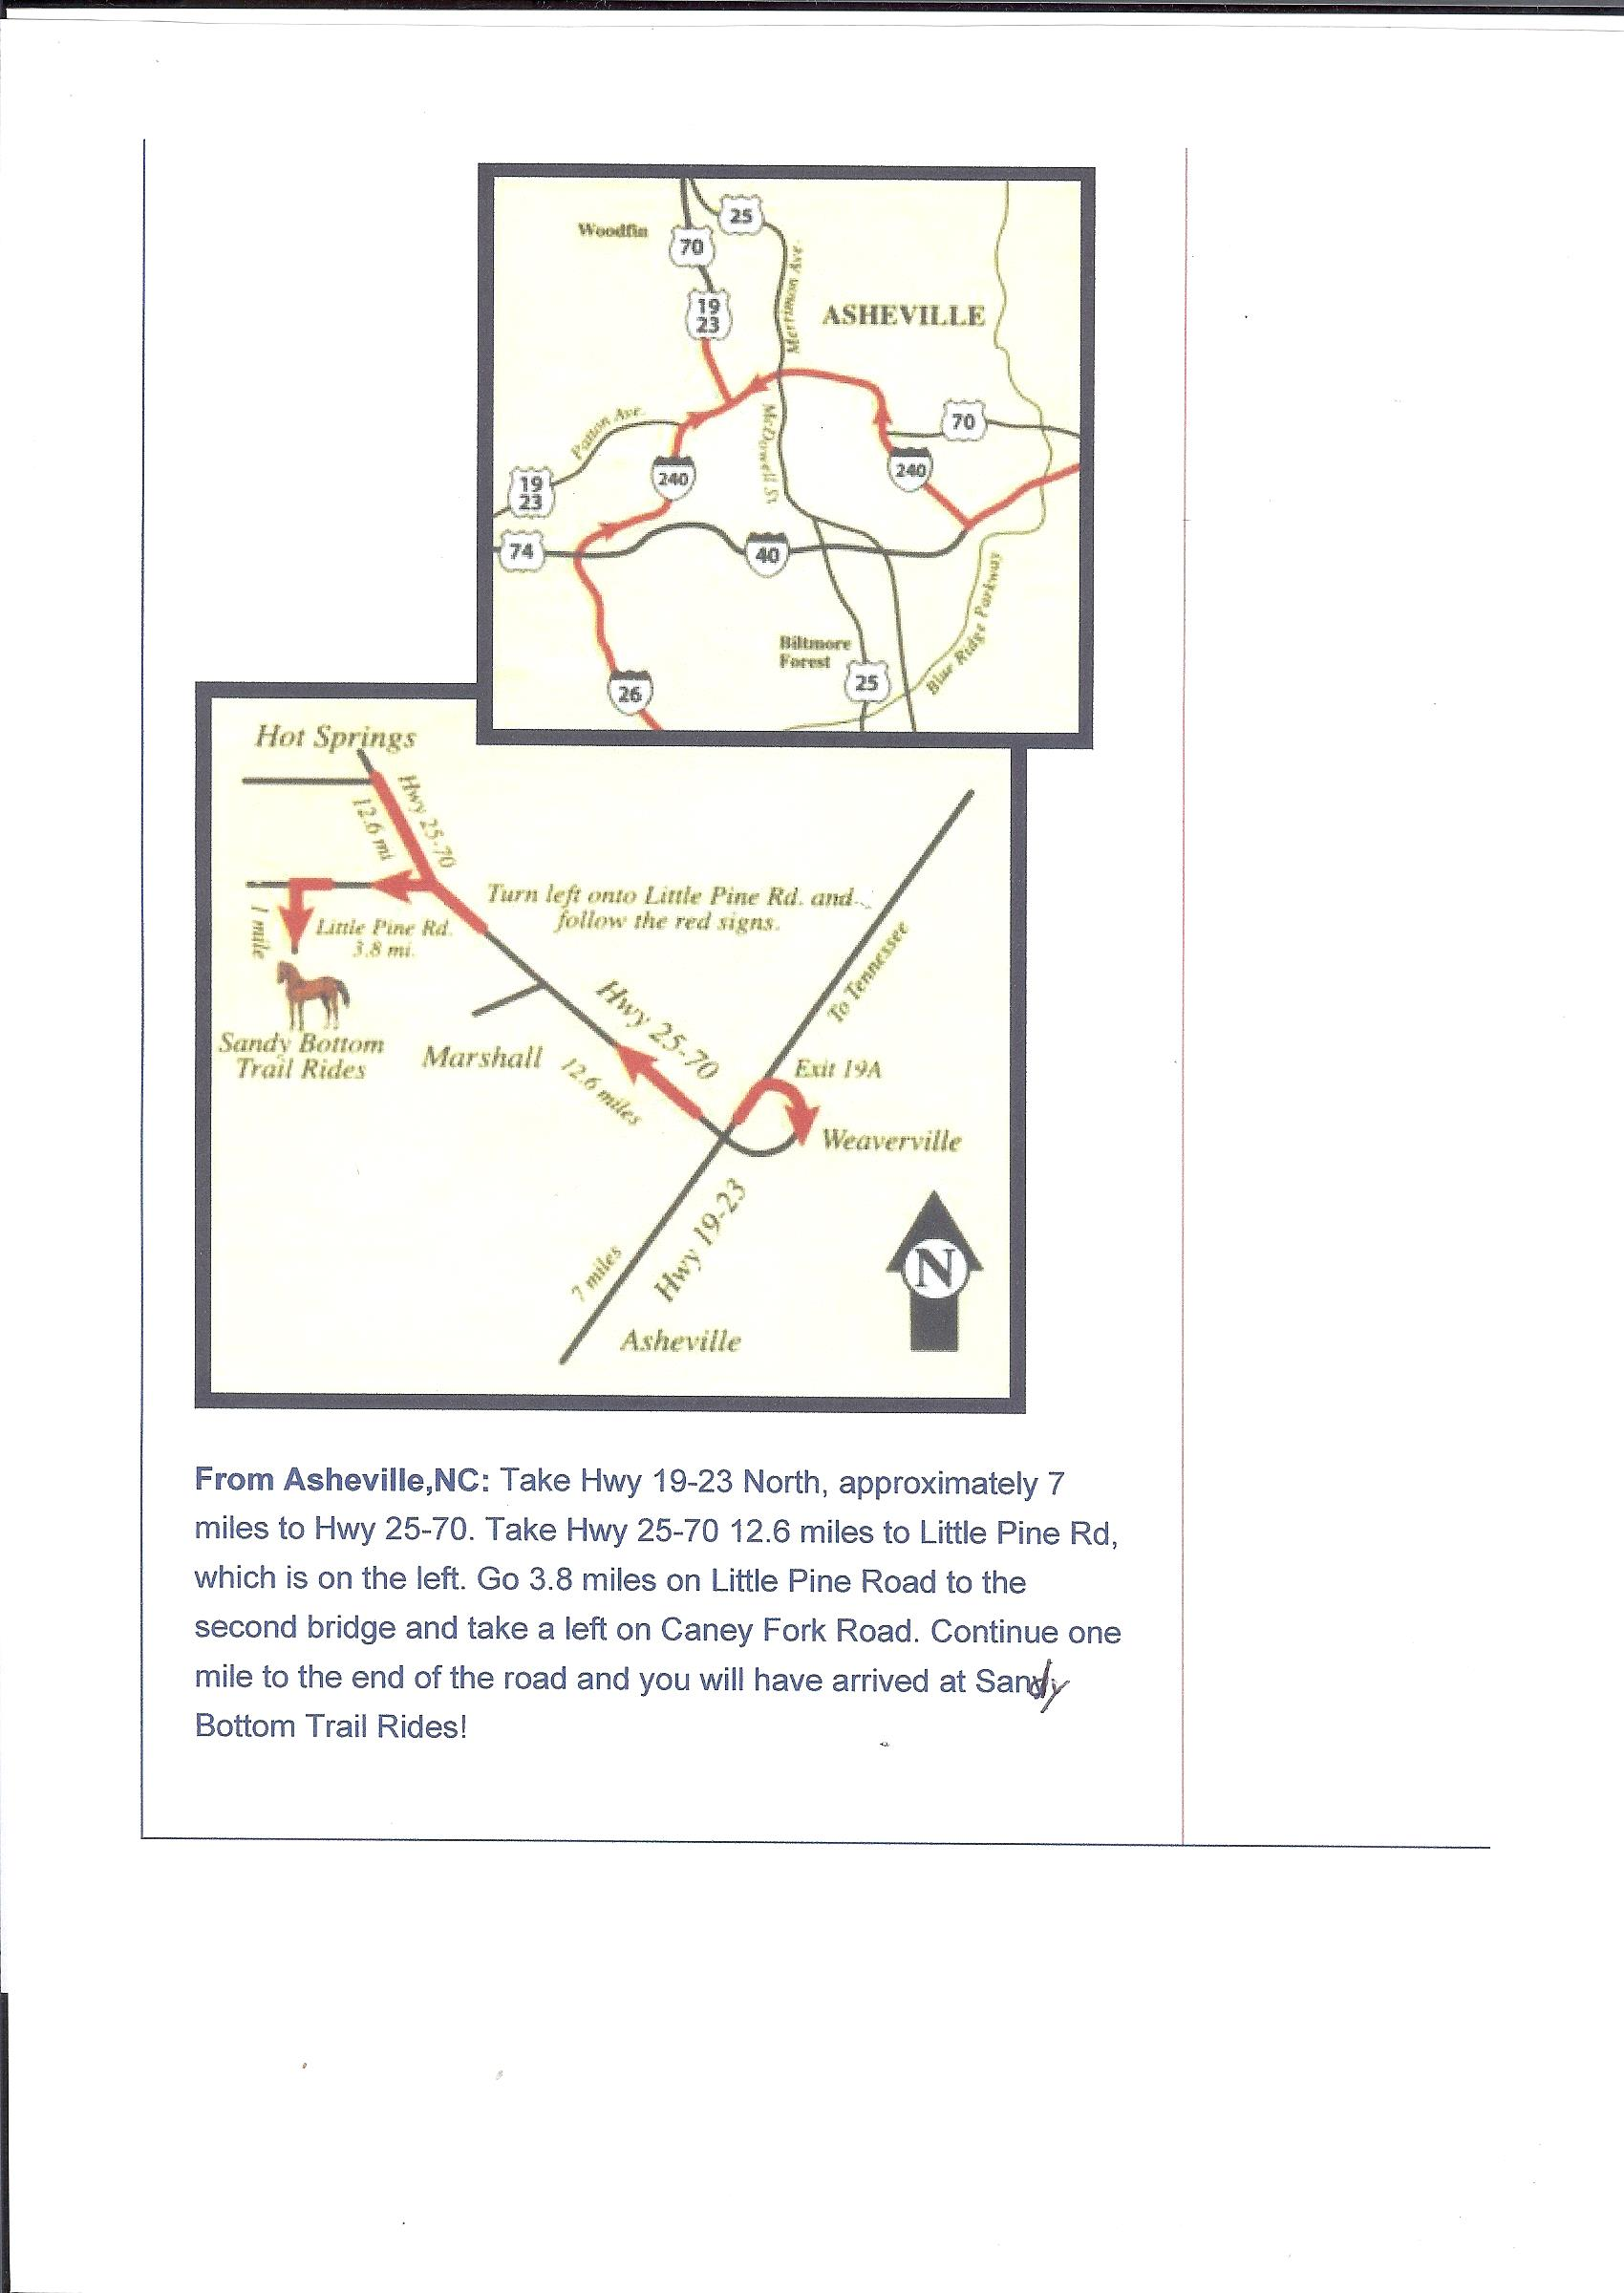 25
Woodfin
70
19
23
Merrimon Ave.
ASHEVILLE
Patton Ave.
McDowell St.
70
240
240
19
23
74
40
Biltmore
Forest
Blue Ridge Parkway
25
26
Hot Springs
Hwy 25-70
12.6 mi
Turn left onto Little Pine Rd. and
follow the red signs.
1 mile
Little Pine Rd.
3.8 mi.
To Tennessee
Hwy 25-70
Sandy Bottom
Trail Rides
Marshall
12.6 miles
Exit 19A
Weaverville
Hwy 19-23
7 miles
N
Asheville
From Asheville,NC: Take Hwy 19-23 North, approximately 7
miles to Hwy 25-70. Take Hwy 25-70 12.6 miles to Little Pine Rd,
which is on the left. Go 3.8 miles on Little Pine Road to the
second bridge and take a left on Caney Fork Road. Continue one
mile to the end of the road and you will have arrived at Sandy
Bottom Trail Rides!